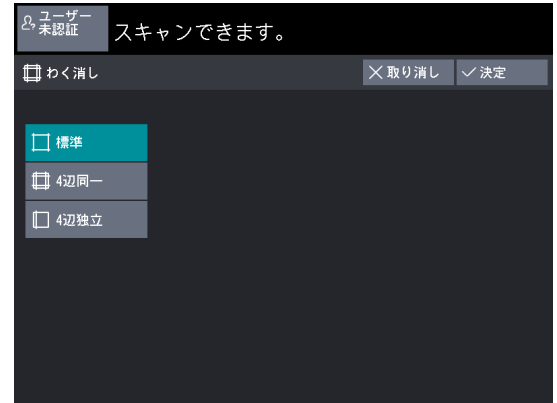 ユーザー
未認証
スキャンできます。
わく消し
取り消し
決定
標準
4辺同一
4辺独立